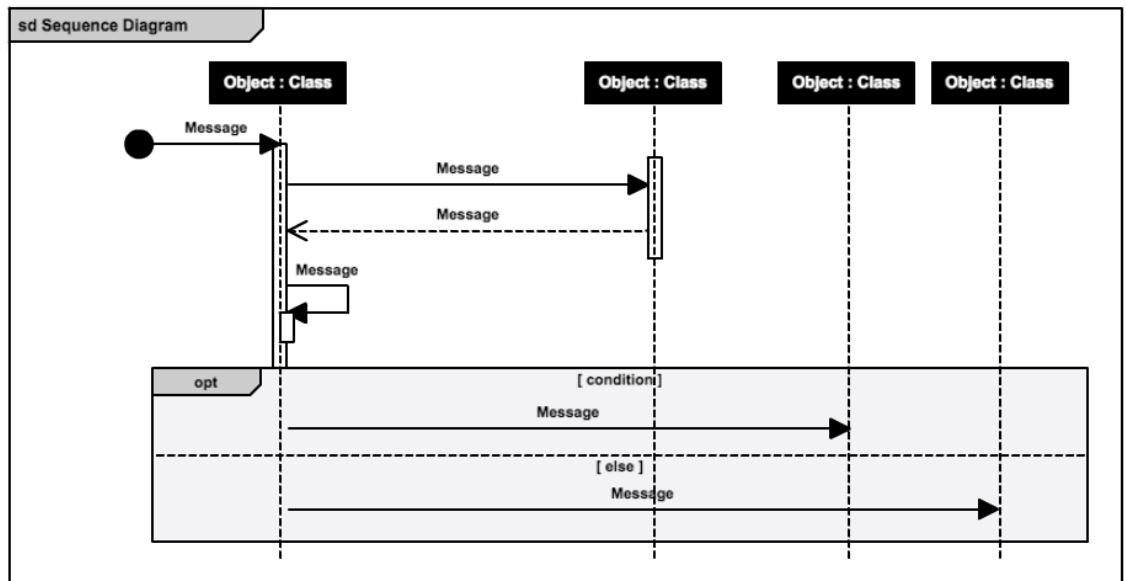 sd Sequence Diagram
Object : Class
Object : Class
Object : Class
Object : Class
Message
Message
Message
Message
opt
[ condition ]
Message
[ else ]
Message